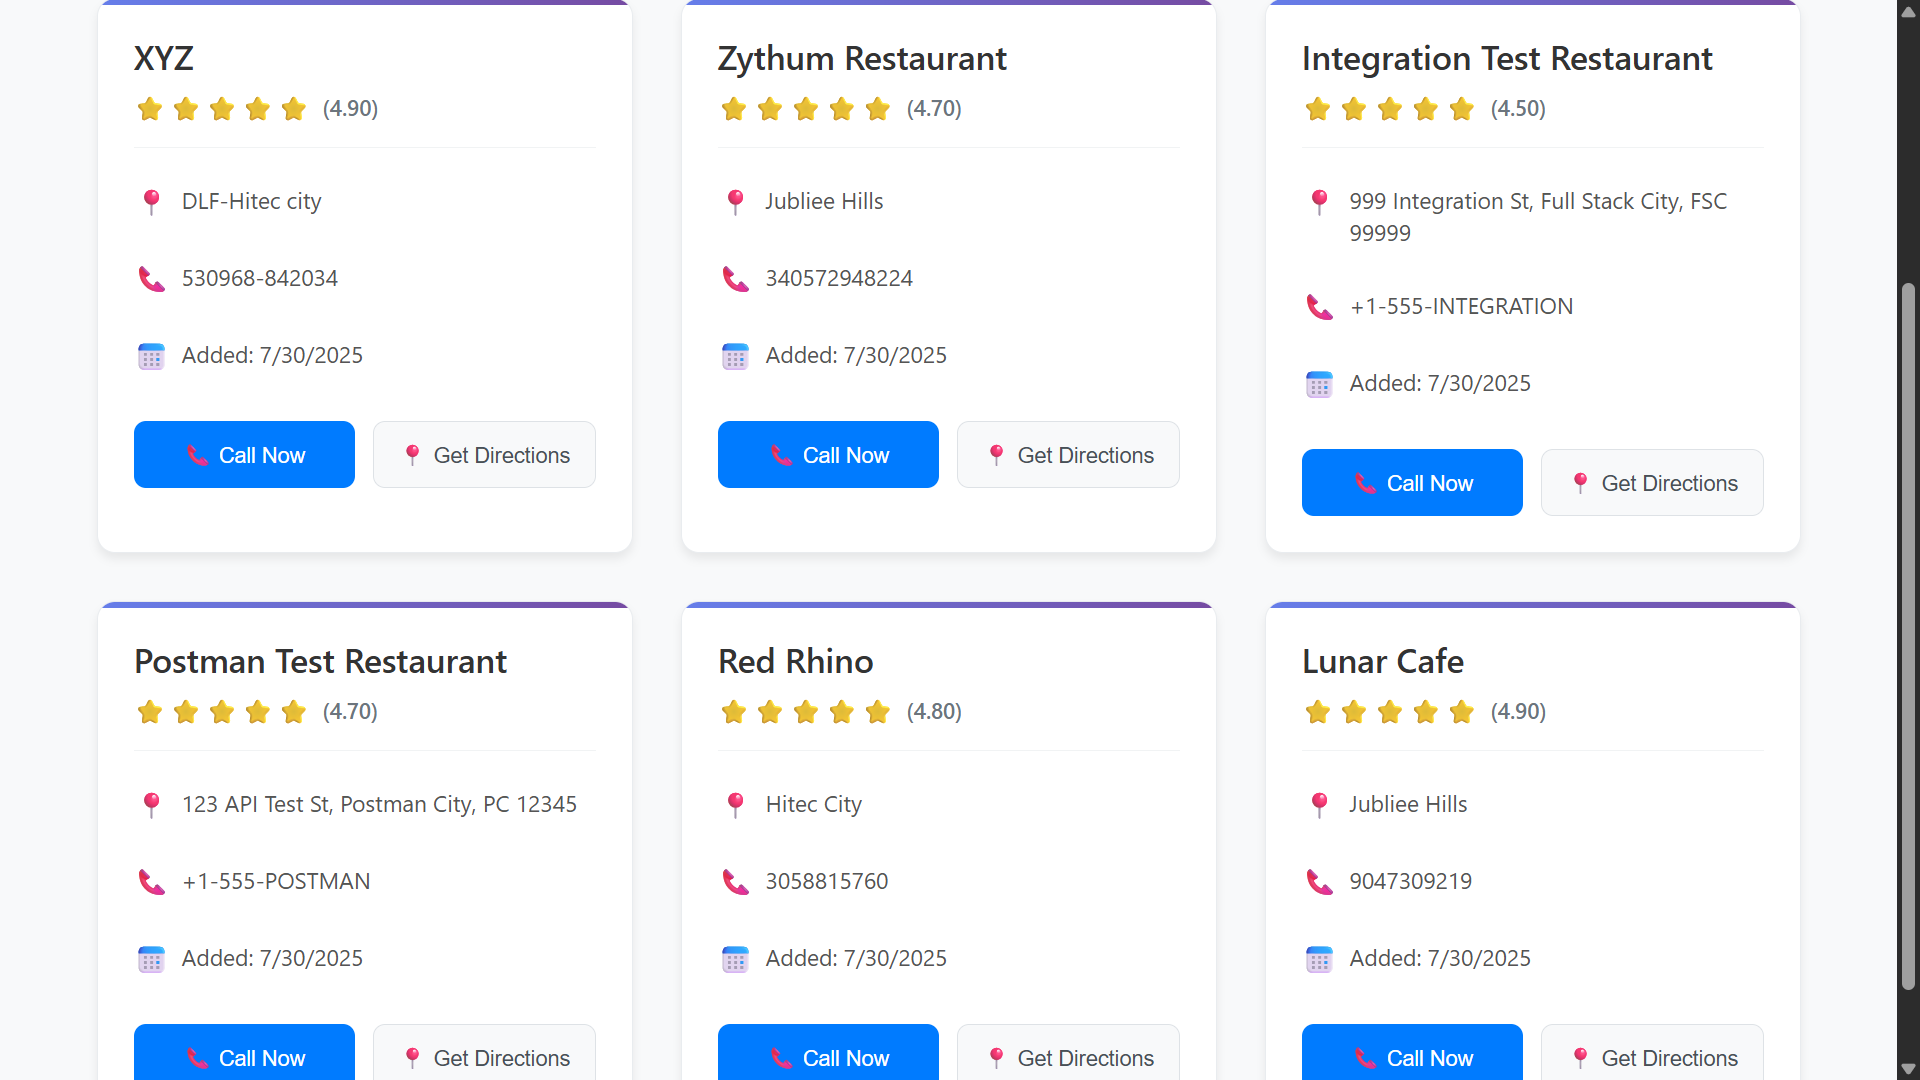 XYZ
(4.90)
DLF-Hitec city
530968-842034
Added: 7/30/2025
Call Now
Get Directions
Zythum Restaurant
(4.70)
Jubliee Hills
340572948224
Added: 7/30/2025
Call Now
Get Directions
Integration Test Restaurant
(4.50)
999 Integration St, Full Stack City, FSC
99999
+1-555-INTEGRATION
Added: 7/30/2025
Call Now
Get Directions
Postman Test Restaurant
(4.70)
123 API Test St, Postman City, PC 12345
+1-555-POSTMAN
Added: 7/30/2025
Call Now
Get Directions
Red Rhino
(4.80)
Hitec City
3058815760
Added: 7/30/2025
Call Now
Get Directions
Lunar Cafe
(4.90)
Jubliee Hills
9047309219
Added: 7/30/2025
Call Now
Get Directions